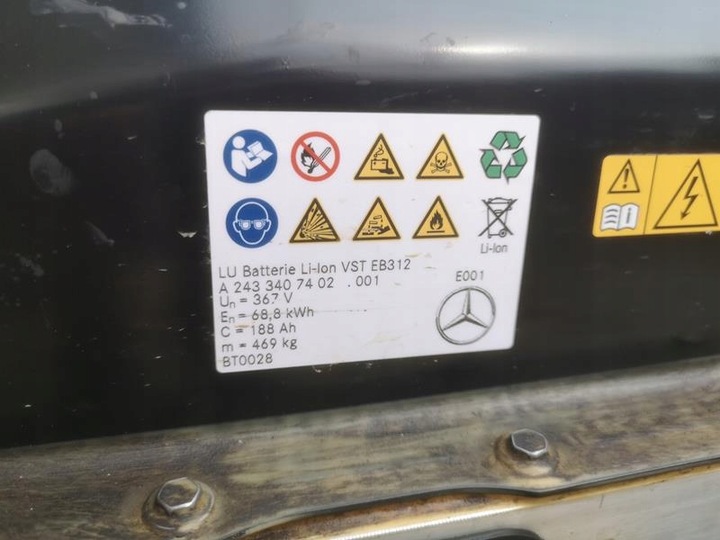 Li-Ion
LU Batterie Li-Ion VST EB312
A 243 340 74 02 .001
Un = 367 V
En = 68,8 kWh
C = 188 Ah
m = 469 kg
BT0028
E001